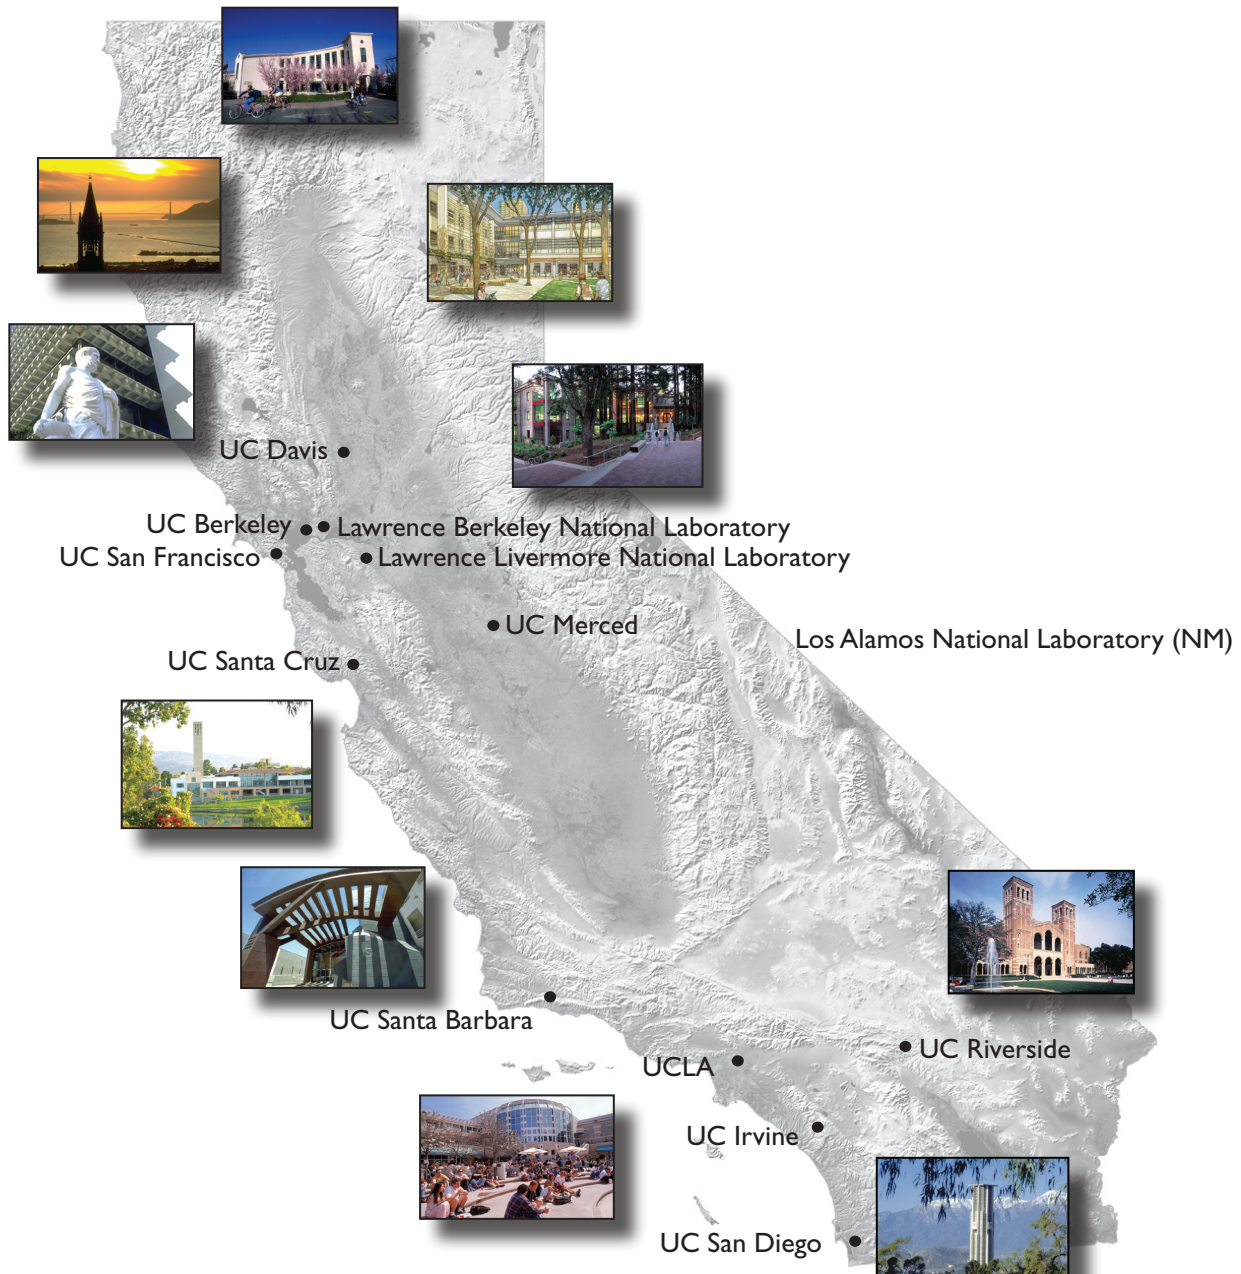 UC Davis
UC Berkeley
Lawrence Berkeley National Laboratory
UC San Francisco
Lawrence Livermore National Laboratory
UC Merced
Los Alamos National Laboratory (NM)
UC Santa Cruz
UC Santa Barbara
UC Riverside
UCLA
UC Irvine
UC San Diego